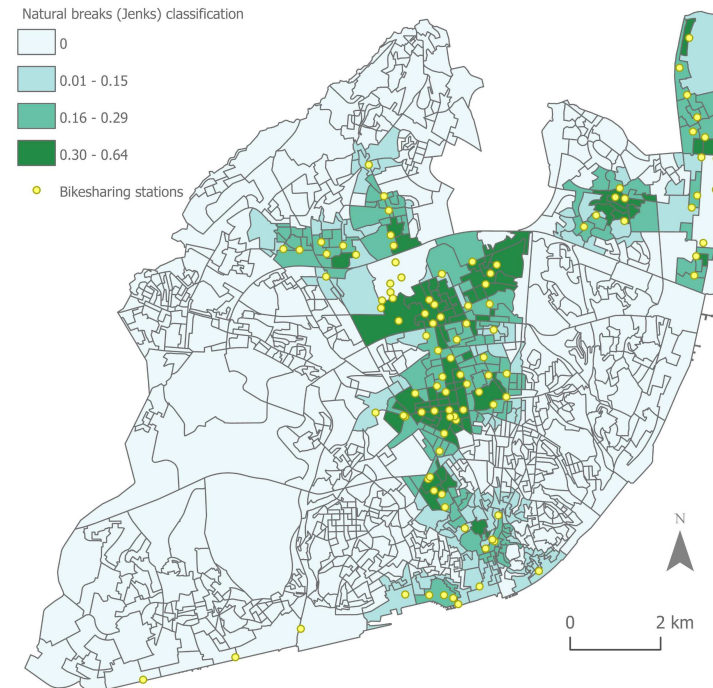 Natural breaks (Jenks) classification
0
0.01 - 0.15
0.16 - 0.29
0.30 - 0.64
Bikesharing stations
N
0 2 km